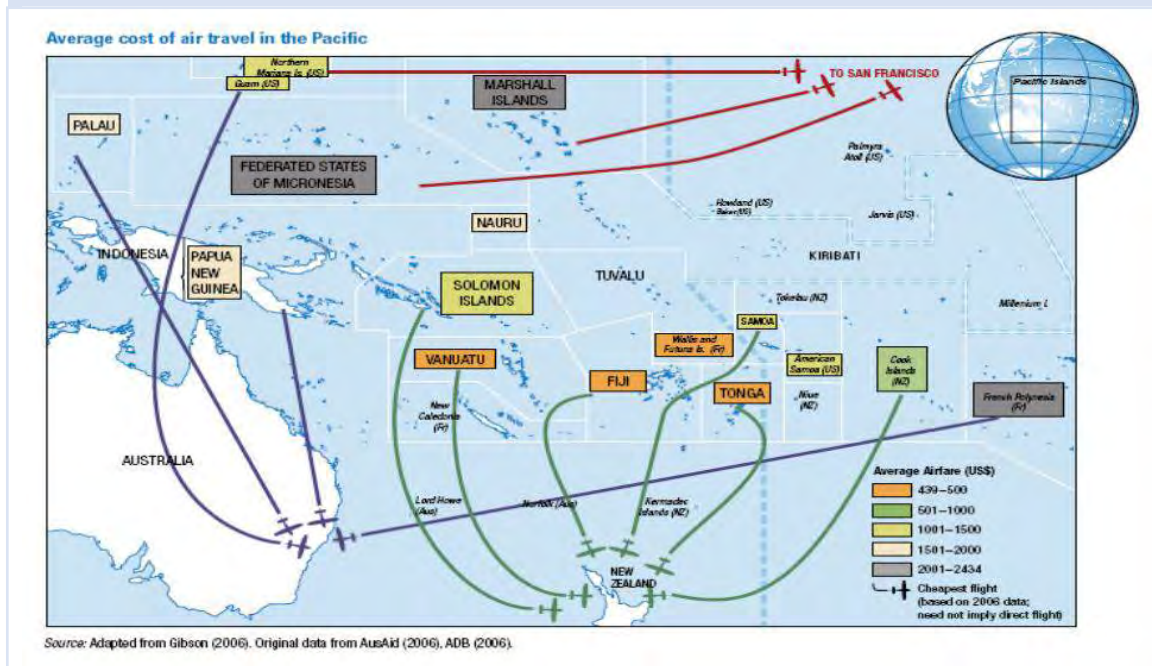 Average cost of air travel in the Pacific
Northern
Mariana Is. (US)
Guam (US)
TO SAN FRANCISCO
Pacific Islands
MARSHALL
ISLANDS
PALAU
Palmyra
Atoll (US)
FEDERATED STATES
OF MICRONESIA
Howland (US)
Baker (US)
Jarvis (US)
NAURU
INDONESIA
PAPUA
NEW
GUINEA
KIRIBATI
TUVALU
SOLOMON
ISLANDS
Tokelau (NZ)
Millenium I.
SAMOA
Wallis and
Futuna Is. (Fr)
VANUATU
American
Samoa (US)
Cook
Islands
(NZ)
FIJI
TONGA
Niue
(NZ)
French Polynesia
(Fr)
New
Caledonia
(Fr)
AUSTRALIA
Lord Howe
(Aus)
Norfolk (Aus)
Kermadec
Islands (NZ)
NEW
ZEALAND
Average Airfare (US$)
439–500
501–1000
1001–1500
1501–2000
2001–2434
Cheapest flight
(based on 2006 data;
need not imply direct flight)
Source: Adapted from Gibson (2006). Original data from AusAid (2006), ADB (2006).